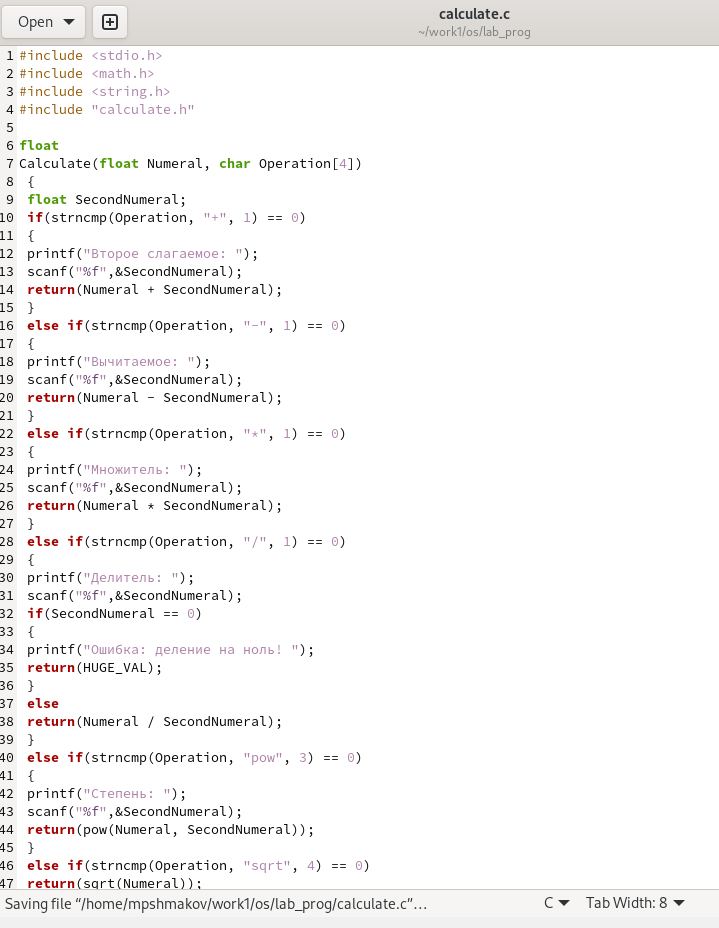 Open
calculate.c
~/work1/os/lab_prog
1 #include <stdio.h>
2 #include <math.h>
3 #include <string.h>
4 #include "calculate.h"
5
6 float
7 Calculate(float Numeral, char Operation[4])
8 {
9 float SecondNumeral;
10 if(strncmp(Operation, "+", 1) == 0)
11 {
12 printf("Второе слагаемое: ");
13 scanf("%f",&SecondNumeral);
14 return(Numeral + SecondNumeral);
15 }
16 else if(strncmp(Operation, "-", 1) == 0)
17 {
18 printf("Вычитаемое: ");
19 scanf("%f",&SecondNumeral);
20 return(Numeral - SecondNumeral);
21 }
22 else if(strncmp(Operation, "*", 1) == 0)
23 {
24 printf("Множитель: ");
25 scanf("%f",&SecondNumeral);
26 return(Numeral * SecondNumeral);
27 }
28 else if(strncmp(Operation, "/", 1) == 0)
29 {
30 printf("Делитель: ");
31 scanf("%f",&SecondNumeral);
32 if(SecondNumeral == 0)
33 {
34 printf("Ошибка: деление на ноль! ");
35 return(HUGE_VAL);
36 }
37 else
38 return(Numeral / SecondNumeral);
39 }
40 else if(strncmp(Operation, "pow", 3) == 0)
41 {
42 printf("Степень: ");
43 scanf("%f",&SecondNumeral);
44 return(pow(Numeral, SecondNumeral));
45 }
46 else if(strncmp(Operation, "sqrt", 4) == 0)
47 return(sqrt(Numeral));
Saving file “/home/mpshmakov/work1/os/lab_prog/calculate.c”… C Tab Width: 8